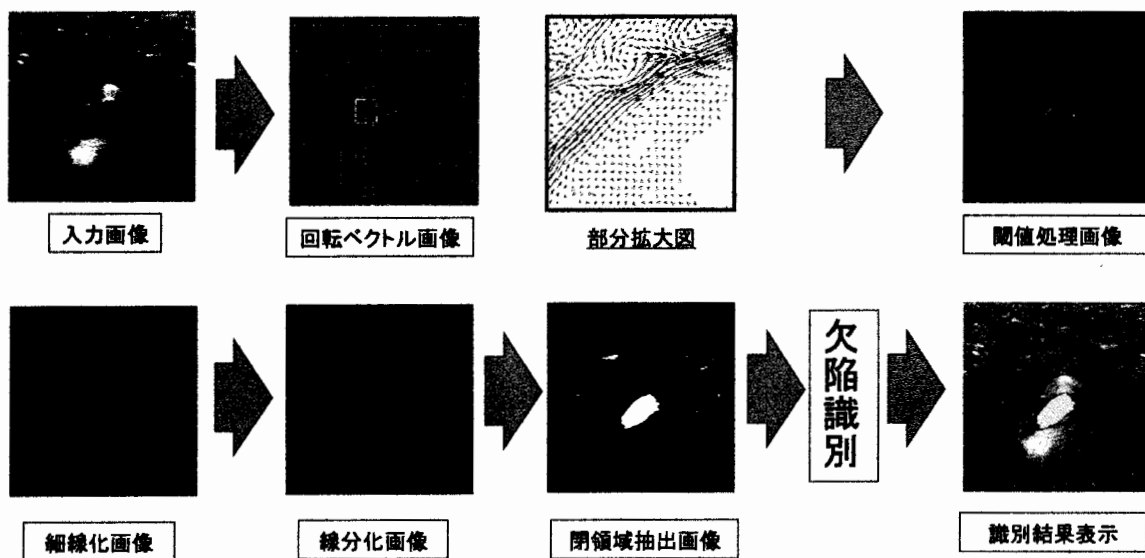 入力画像
回転ベクトル画像
部分拡大図
閾値処理画像
欠陥識別
細線化画像
線分化画像
閉領域抽出画像
識別結果表示